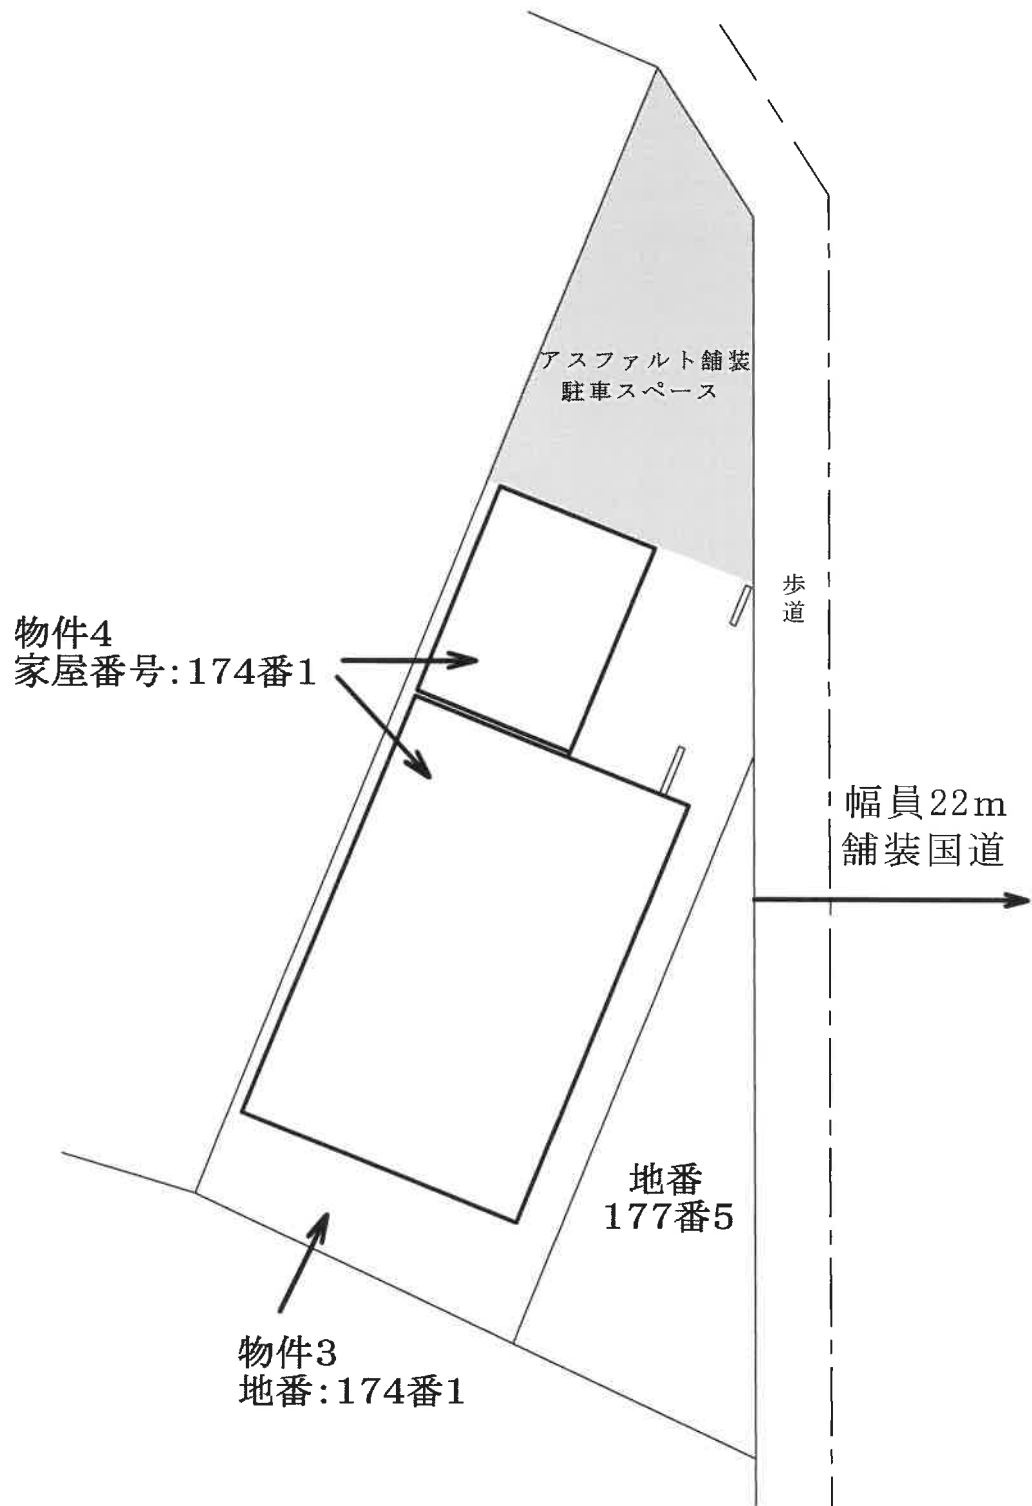 アスファルト舗装
駐車スペース
歩道
物件4
家屋番号:174番1
幅員22m
舗装国道
地番
177番5
物件3
地番:174番1